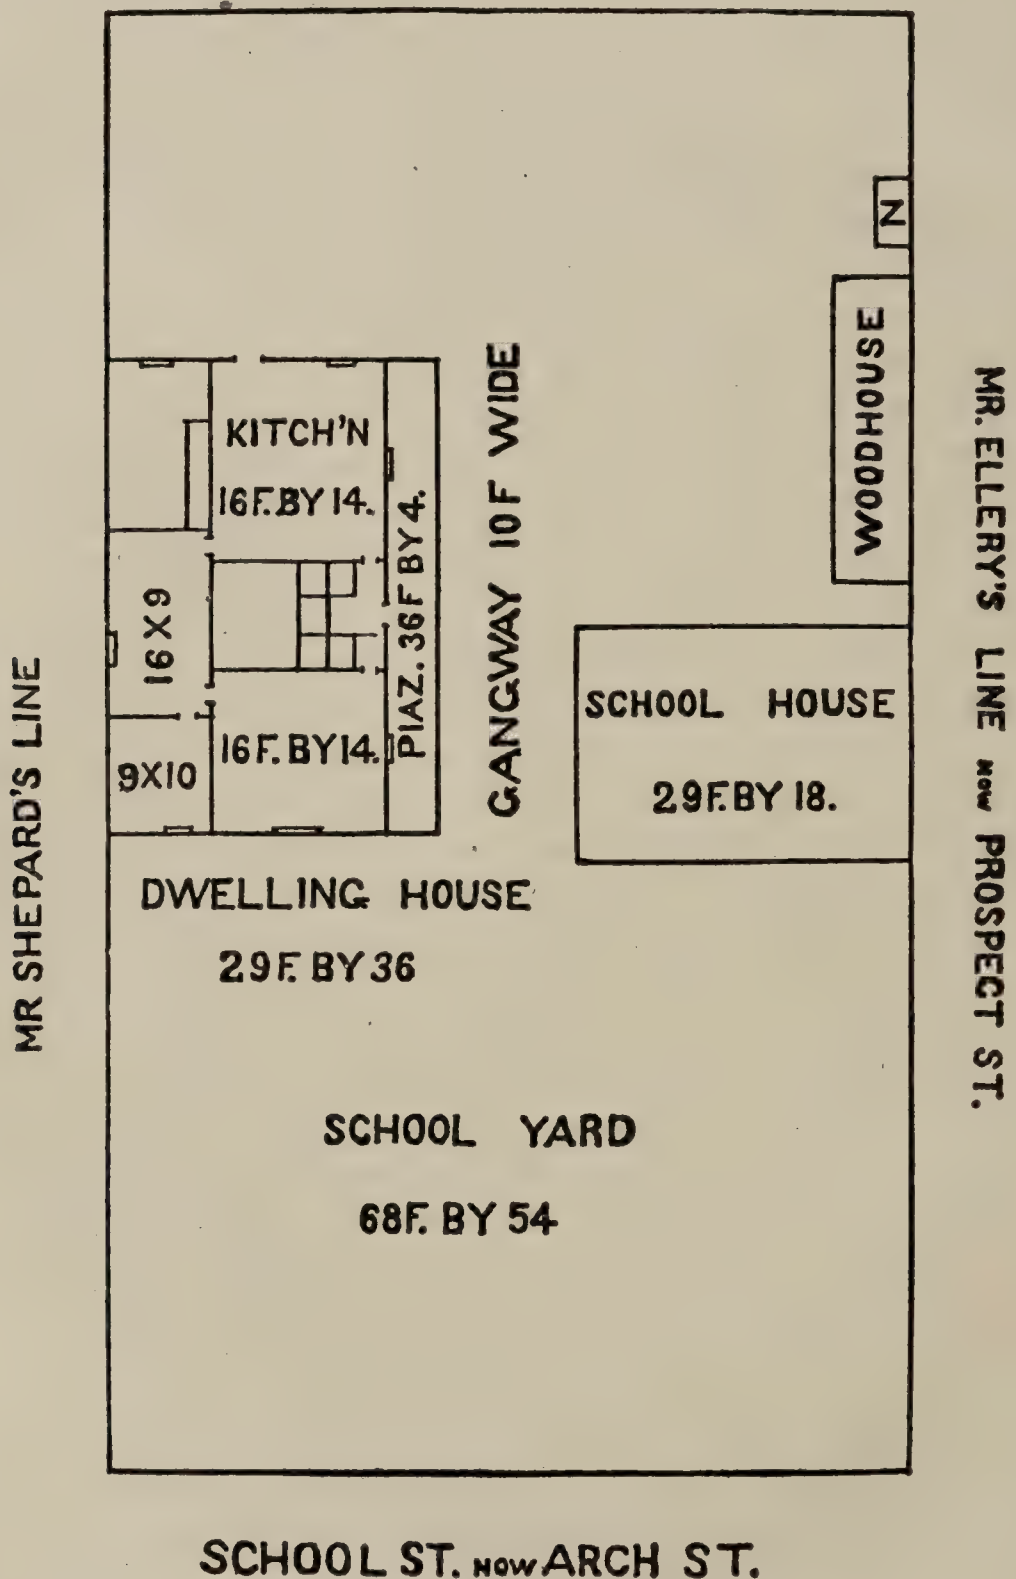 N
WOODHOUSE
MR. ELLERY'S LINE NOW PROSPECT ST.
KITCH'N
16F. BY 14.
PIAZ. 36F BY 4.
GANGWAY 10F WIDE
16 X 9
SCHOOL HOUSE
29F. BY 18.
16F. BY 14.
9X10
MR SHEPARD'S LINE
DWELLING HOUSE
29F. BY 36
SCHOOL YARD
68F. BY 54
SCHOOL ST. NOW ARCH ST.